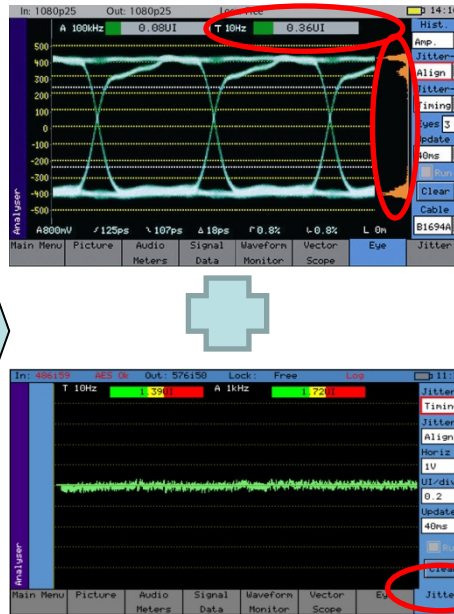 In: 1080p25 Out: 1080p25 14:1
A 100kHz 0.08UI T 10Hz 0.36UI Hist.
Amp.
500
Jitter-
400
Align
300
Jitter-
200
Timing
100
Eyes 3
0
Update
-100
40ms
-200
Run
-300
Clear
-400
Cable
-500
B1694A
Analyser
A800mV 125ps 107ps 18ps 0.8% 0.8% L 0m
Main Menu Picture Audio Meters Signal Data Waveform Monitor Vector Scope Eye Jitter
In: 486i59 AES Ok Out: 576i50 Lock: Free Log 11:
T 10Hz 1.39UI A 1kHz 1.72UI
Jitter
Timin
Jitter
Align
Horiz
1V
UI/div
0.2
Update
40ms
Ru
Clear
Analyser
Main Menu Picture Audio Meters Signal Data Waveform Monitor Vector Scope Ey Jitte